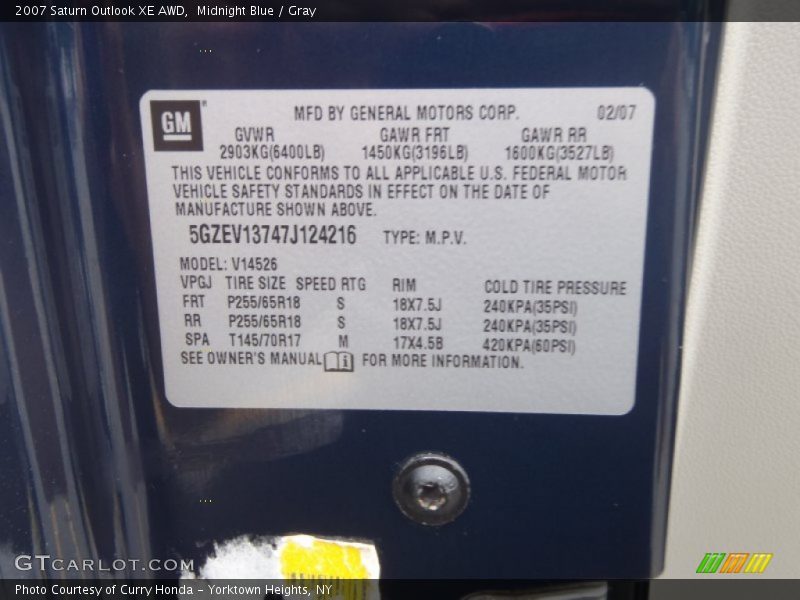 2007 Saturn Outlook XE AWD,  Midnight Blue / Gray
GM
MFD BY GENERAL MOTORS CORP. 02/07
GVWR GAWR FRT GAWR RR
2903KG(6400LB) 1450KG(3196LB) 1600KG(3527LB)
THIS VEHICLE CONFORMS TO ALL APPLICABLE U.S. FEDERAL MOTOR
VEHICLE SAFETY STANDARDS IN EFFECT ON THE DATE OF
MANUFACTURE SHOWN ABOVE.
5GZEV13747J124216 TYPE: M.P.V.
MODEL: V14526
VPGJ TIRE SIZE SPEED RTG RIM COLD TIRE PRESSURE
FRT P255/65R18 S 18X7.5J 240KPA(35PSI)
RR P255/65R18 S 18X7.5J 240KPA(35PSI)
SPA T145/70R17 M 17X4.5B 420KPA(60PSI)
SEE OWNER'S MANUAL i FOR MORE INFORMATION.
GTCARLOT.COM
Photo Courtesy of Curry Honda - Yorktown Heights, NY